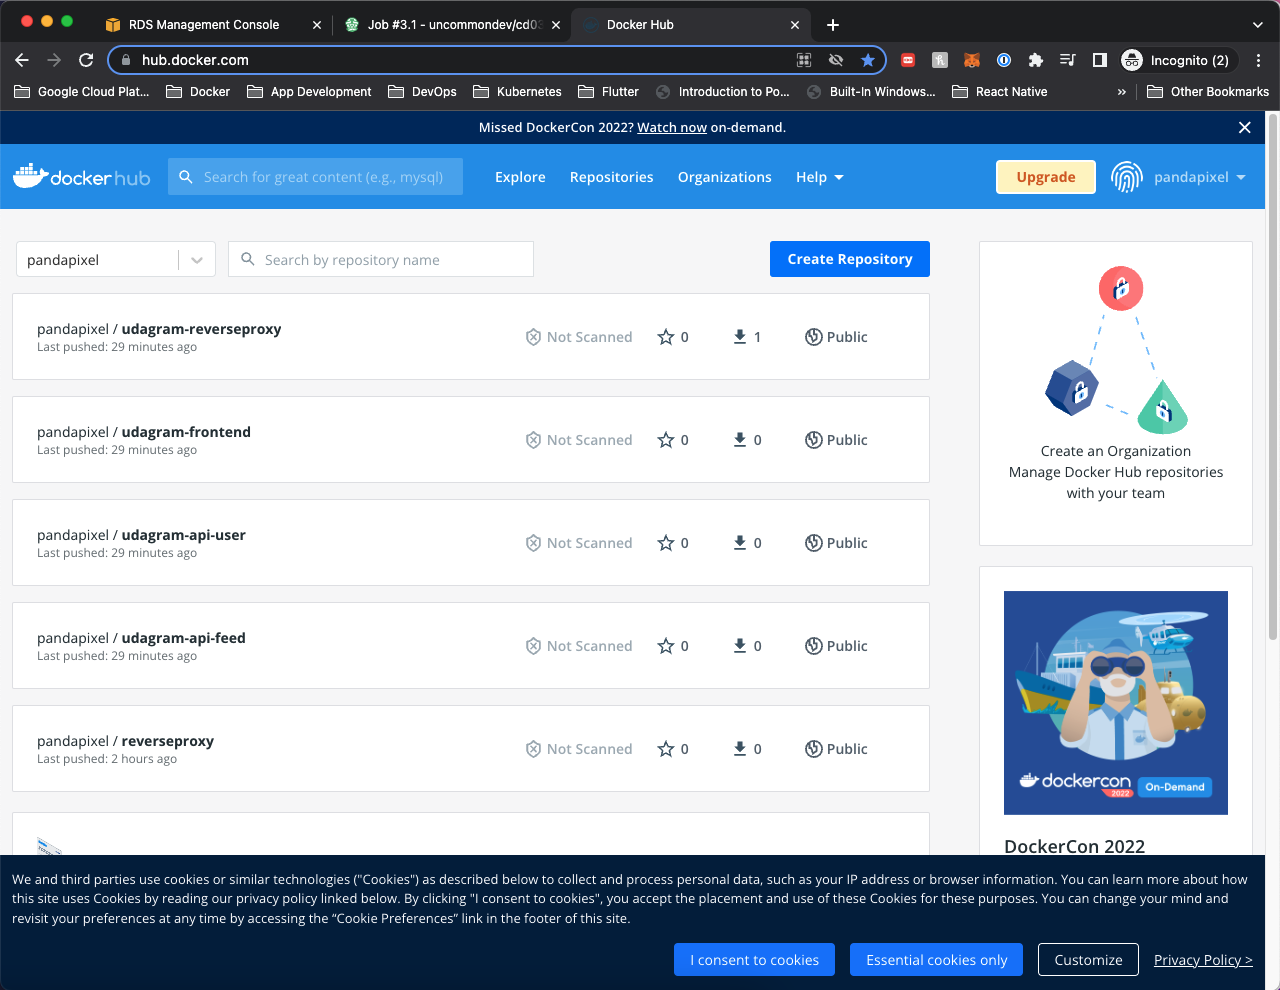 RDS Management Console
Job #3.1 - uncommondev/cd03
Docker Hub
hub.docker.com
Incognito (2)
Google Cloud Plat...
Docker
App Development
DevOps
Kubernetes
Flutter
Introduction to Po...
Built-In Windows...
React Native
»
Other Bookmarks
Missed DockerCon 2022? Watch now on-demand.
docker hub
Search for great content (e.g., mysql)
Explore
Repositories
Organizations
Help
Upgrade
pandapixel
pandapixel
Search by repository name
Create Repository
pandapixel / udagram-reverseproxy
Last pushed: 29 minutes ago
Not Scanned
0
1
Public
pandapixel / udagram-frontend
Last pushed: 29 minutes ago
Not Scanned
0
0
Public
pandapixel / udagram-api-user
Last pushed: 29 minutes ago
Not Scanned
0
0
Public
pandapixel / udagram-api-feed
Last pushed: 29 minutes ago
Not Scanned
0
0
Public
pandapixel / reverseproxy
Last pushed: 2 hours ago
Not Scanned
0
0
Public
Create an Organization
Manage Docker Hub repositories
with your team
dockercon
2022
On-Demand
DockerCon 2022
We and third parties use cookies or similar technologies ("Cookies") as described below to collect and process personal data, such as your IP address or browser information. You can learn more about how
this site uses Cookies by reading our privacy policy linked below. By clicking "I consent to cookies", you accept the placement and use of these Cookies for these purposes. You can change your mind and
revisit your preferences at any time by accessing the “Cookie Preferences” link in the footer of this site.
I consent to cookies
Essential cookies only
Customize
Privacy Policy >